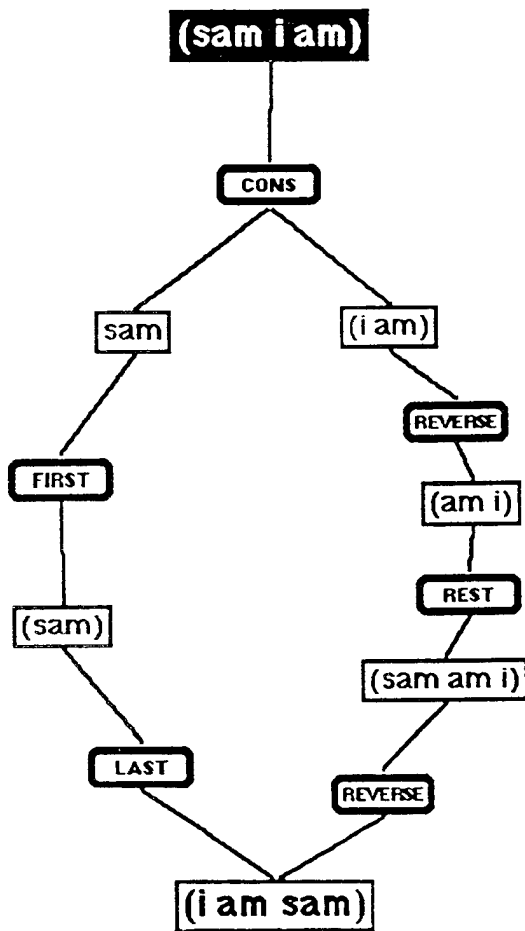 (sam i am)
CONS
sam
(i am)
REVERSE
FIRST
(am i)
REST
(sam)
(sam am i)
LAST
REVERSE
(i am sam)